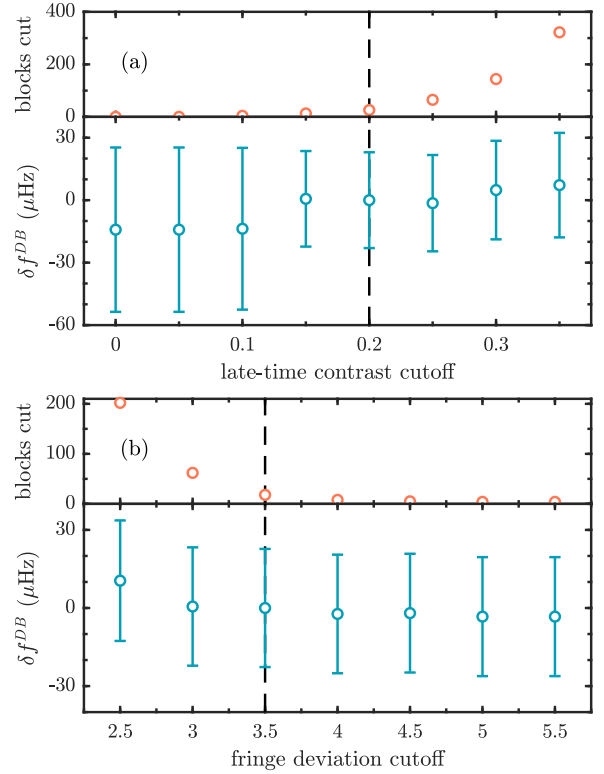 400
200
0
blocks cut
(a)
30
0
-30
-60
δf^{DB} (μHz)
0 0.1 0.2 0.3
late-time contrast cutoff
200
100
0
blocks cut
(b)
30
0
-30
δf^{DB} (μHz)
2.5 3 3.5 4 4.5 5 5.5
fringe deviation cutoff